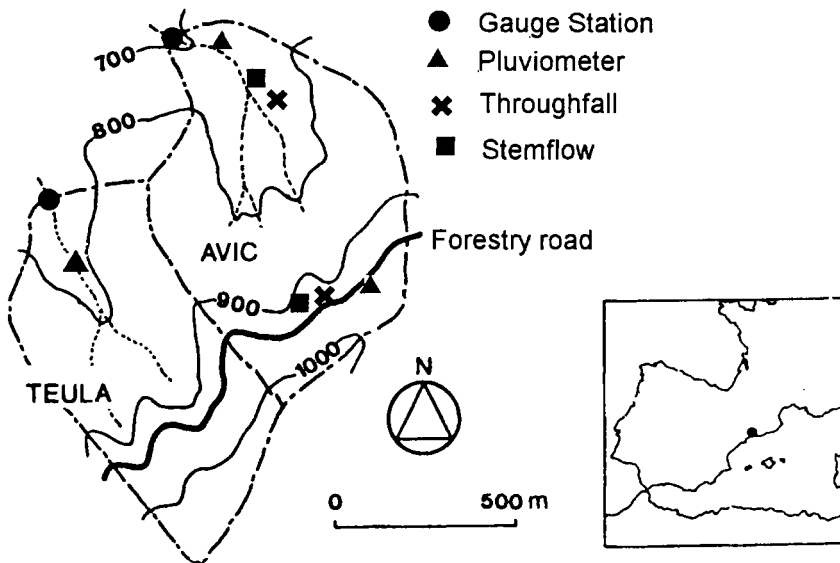 Gauge Station
Pluviometer
Throughfall
Stemflow
700
800
AVIC
Forestry road
900
1000
TEULA
N
0 500 m